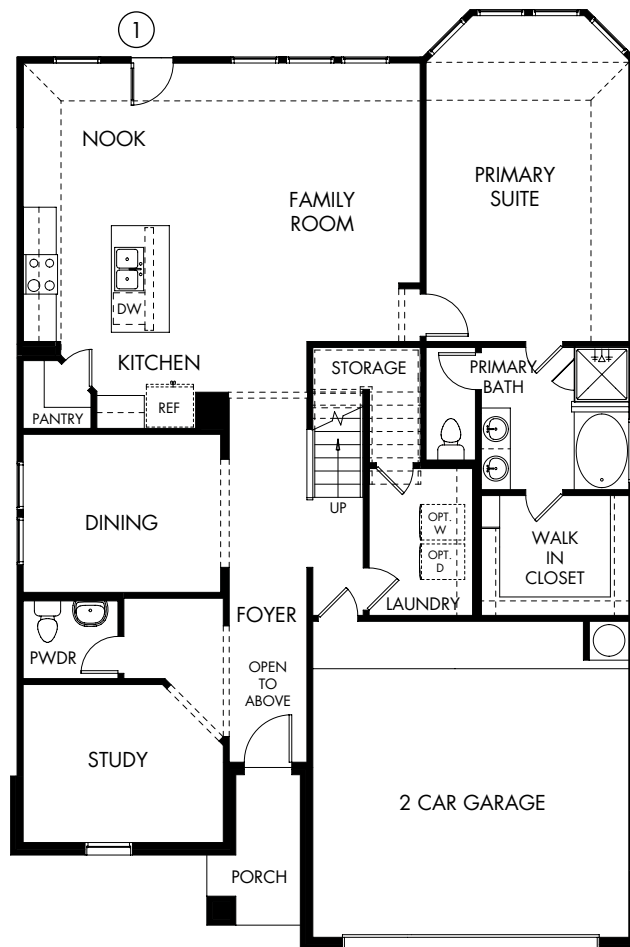 1
NOOK
PRIMARY
SUITE
FAMILY
ROOM
DW
KITCHEN
STORAGE
PRIMARY
BATH
PANTRY
REF
UP
DINING
OPT.
W
OPT.
D
WALK
IN
CLOSET
LAUNDRY
FOYER
PWDR
OPEN
TO
ABOVE
STUDY
2 CAR GARAGE
PORCH